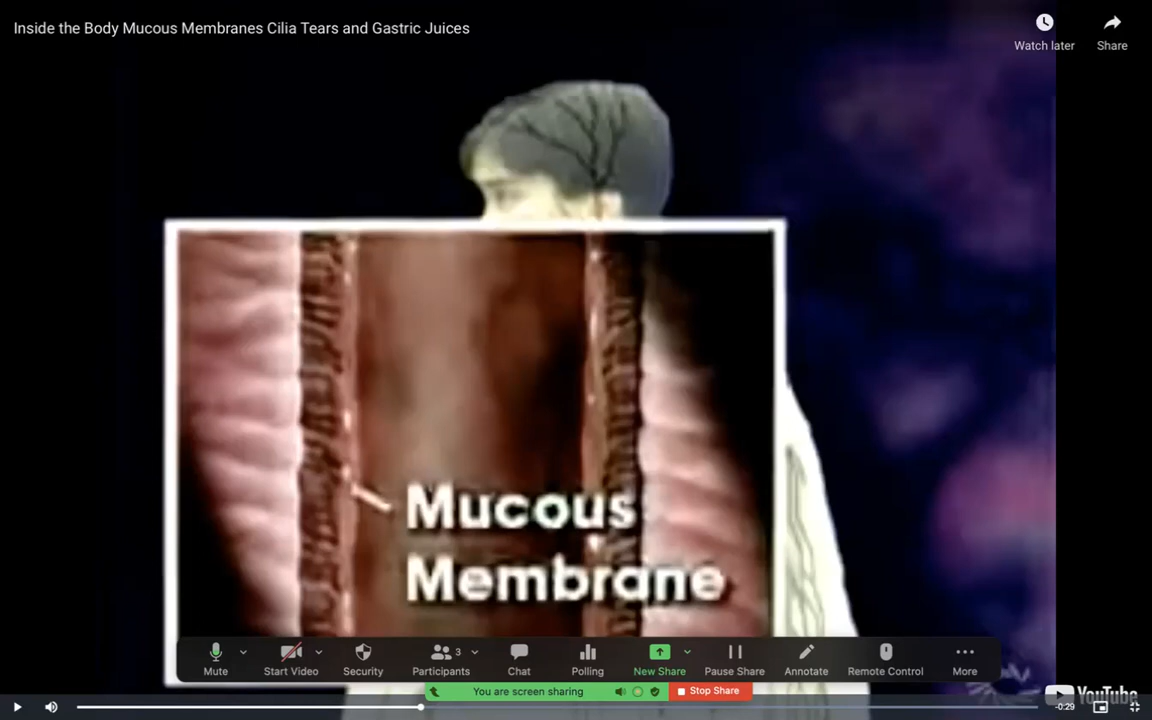 Inside the Body Mucous Membranes Cilia Tears and Gastric Juices
Watch later
Share
Mucous
Membrane
Mute
Start Video
Security
Participants
3
Chat
Polling
New Share
Pause Share
Annotate
Remote Control
More
You are screen sharing
Stop Share
YouTube
-0:29